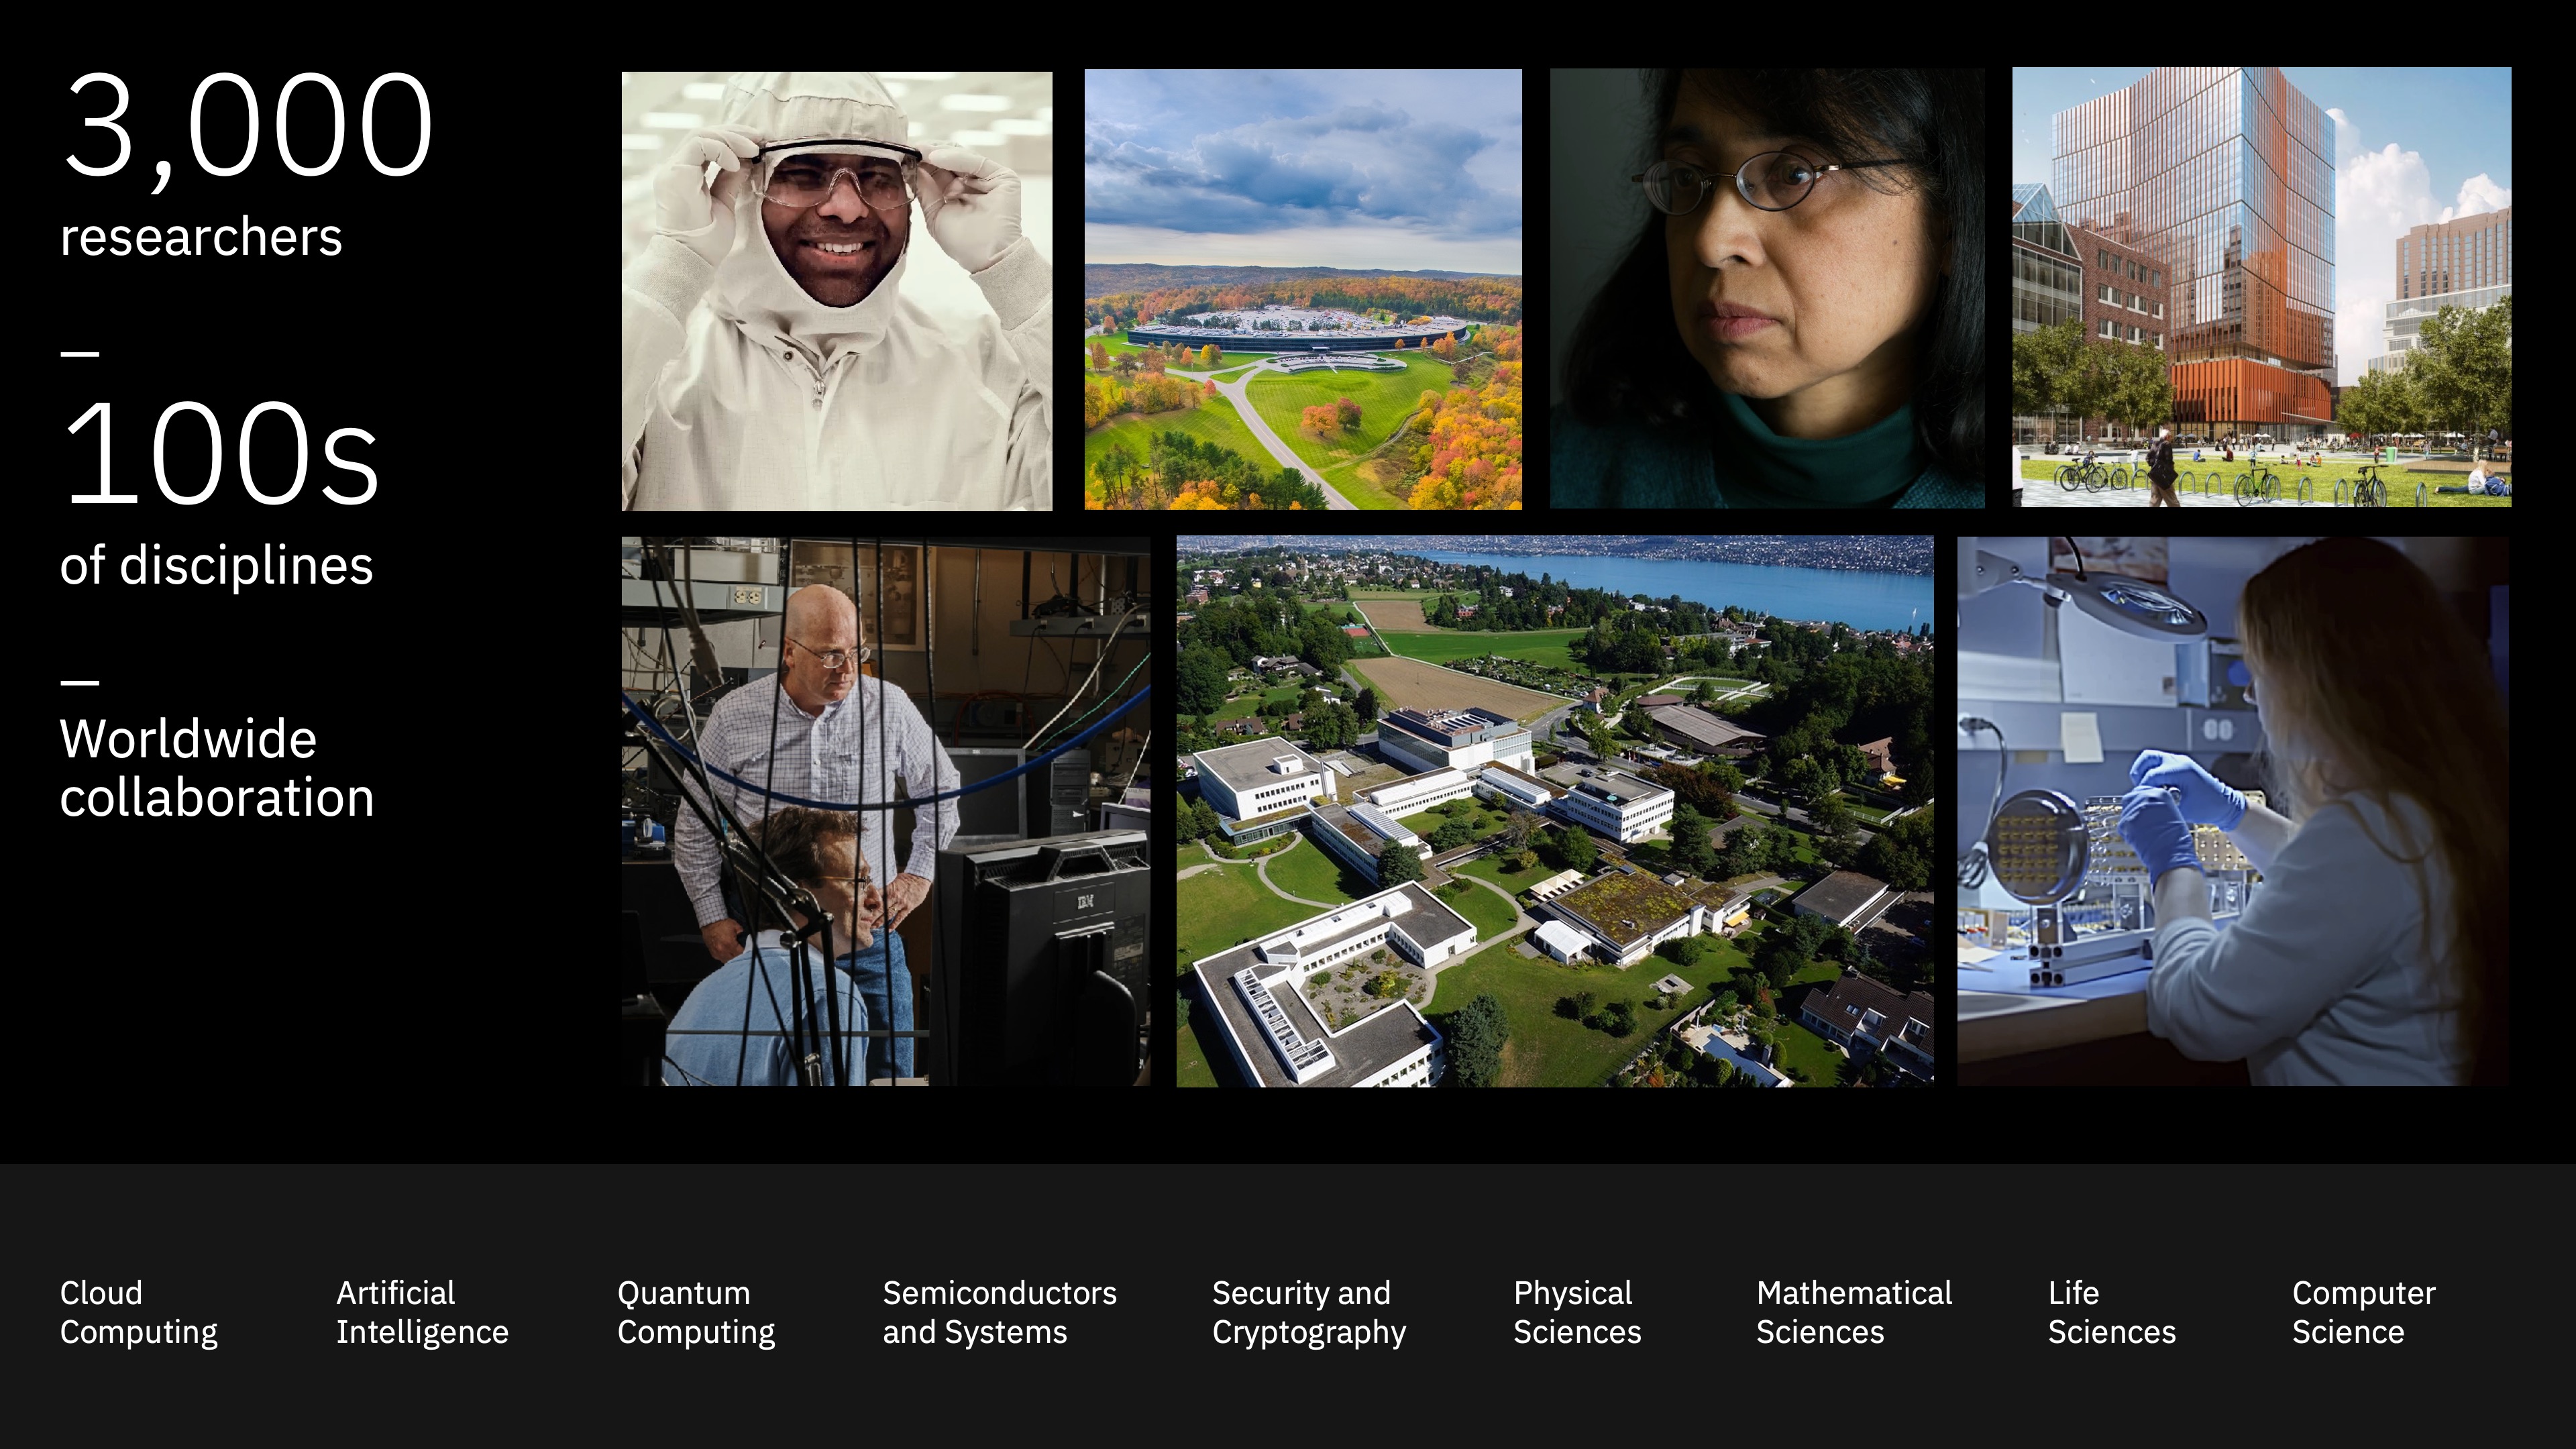 3,000
researchers
—
100s
of disciplines
—
Worldwide
collaboration
IBM
Cloud
Computing
Artificial
Intelligence
Quantum
Computing
Semiconductors
and Systems
Security and
Cryptography
Physical
Sciences
Mathematical
Sciences
Life
Sciences
Computer
Science